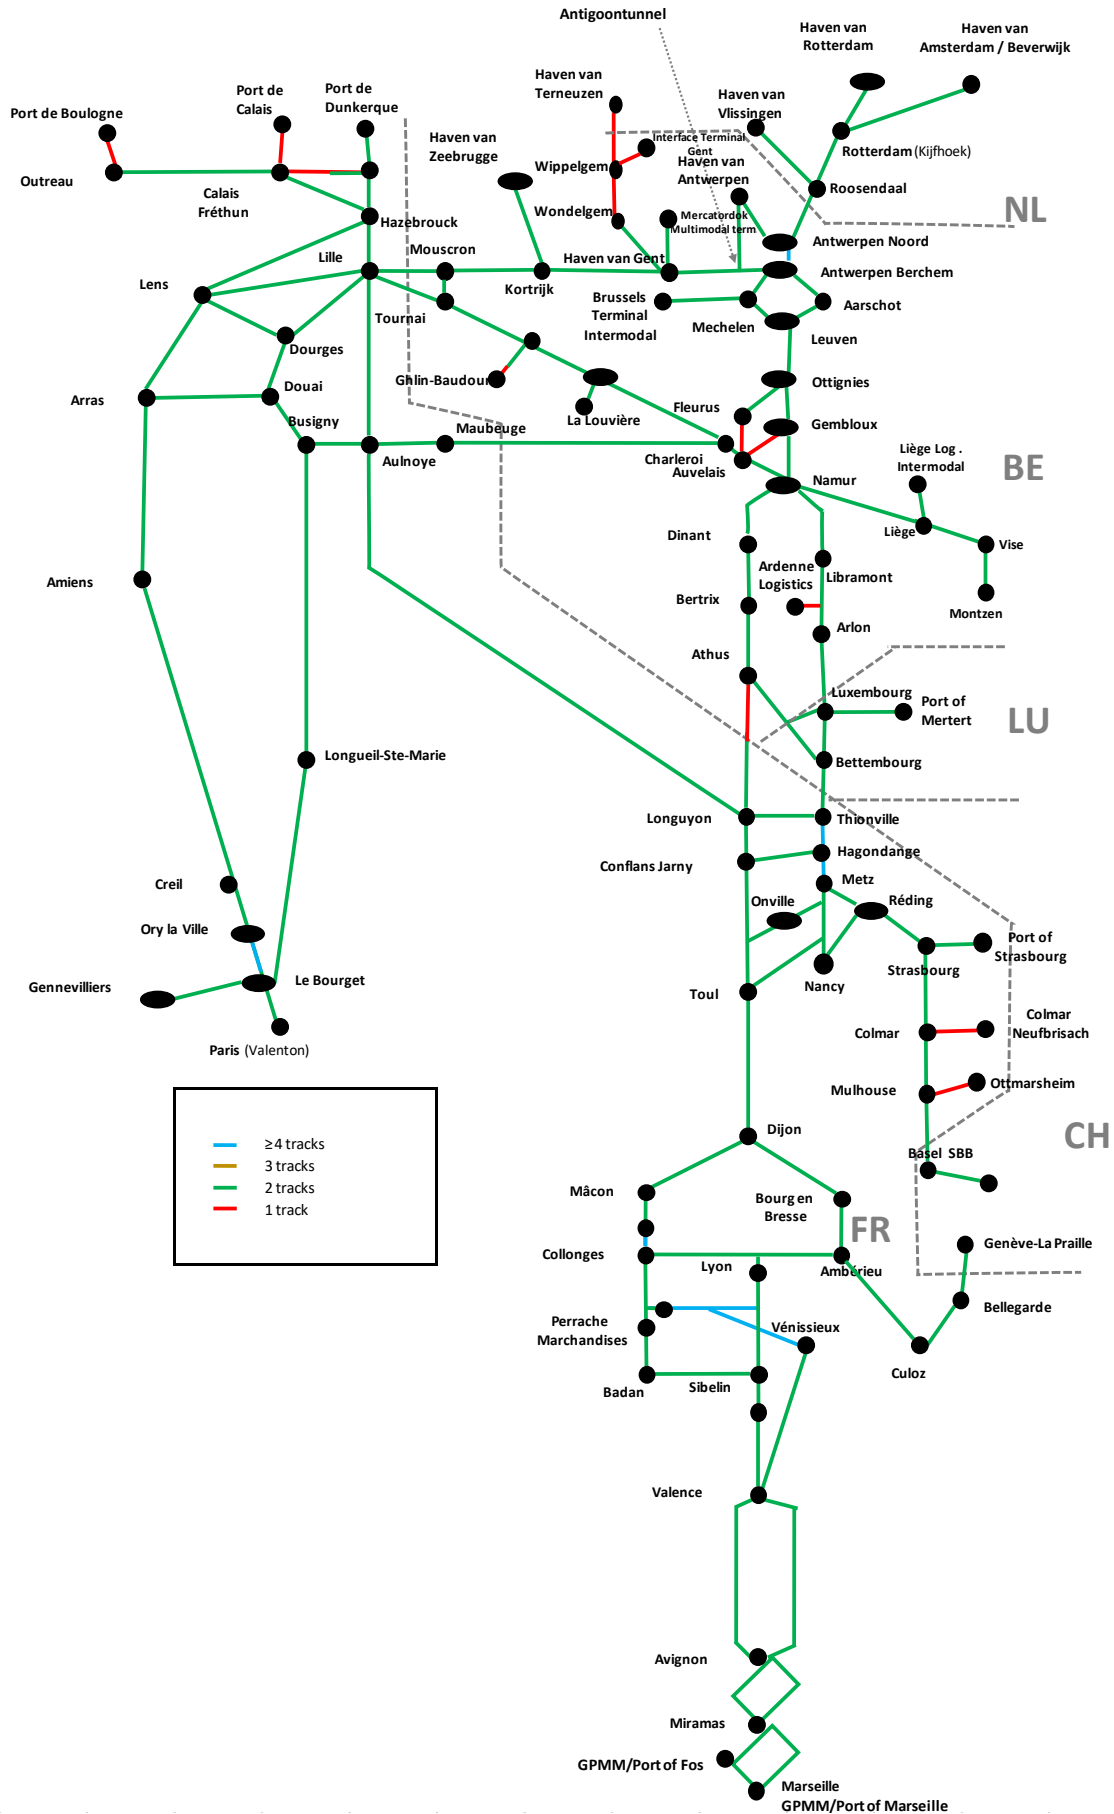 Antigoontunnel
Haven van
Rotterdam
Haven van
Amsterdam / Beverwijk
Haven van
Terneuzen
Port de
Calais
Port de
Dunkerque
Haven van
Vlissingen
Port de Boulogne
Haven van
Zeebrugge
Interface Terminal
Gent
Rotterdam (Kijfhoek)
Wippelgem
Haven van
Antwerpen
Outreau
Calais
Fréthun
Roosendaal
NL
Wondelgem
Mercatordok
Multimodal term
Hazebrouck
Mouscron
Antwerpen Noord
Lille
Haven van Gent
Antwerpen Berchem
Lens
Kortrijk
Brussels
Terminal
Intermodal
Aarschot
Tournai
Mechelen
Leuven
Dourges
Ghlin-Baudour
Ottignies
Douai
Arras
La Louvière
Fleurus
Busigny
Maubeuge
Gembloux
Aulnoye
Charleroi
Auvelais
Liège Log .
Intermodal
BE
Namur
Dinant
Liège
Vise
Amiens
Ardenne
Logistics
Libramont
Bertrix
Montzen
Arlon
Athus
Luxembourg
Port of
Mertert
LU
Longueil-Ste-Marie
Bettembourg
Longuyon
Thionville
Conflans Jarny
Hagondange
Creil
Metz
Onville
Réding
Ory la Ville
Port of
Strasbourg
Strasbourg
Gennevilliers
Le Bourget
Nancy
Toul
Colmar
Colmar
Neufbrisach
Paris (Valenton)
Mulhouse
Ottmarsheim
≥4 tracks
3 tracks
2 tracks
1 track
Dijon
CH
Basel SBB
Mâcon
Bourg en
Bresse
FR
Genève-La Praille
Collonges
Lyon
Ambérieu
Bellegarde
Perrache
Marchandises
Vénissieux
Culoz
Badan
Sibelin
Valence
Avignon
Miramas
GPMM/Port of Fos
Marseille
GPMM/Port of Marseille